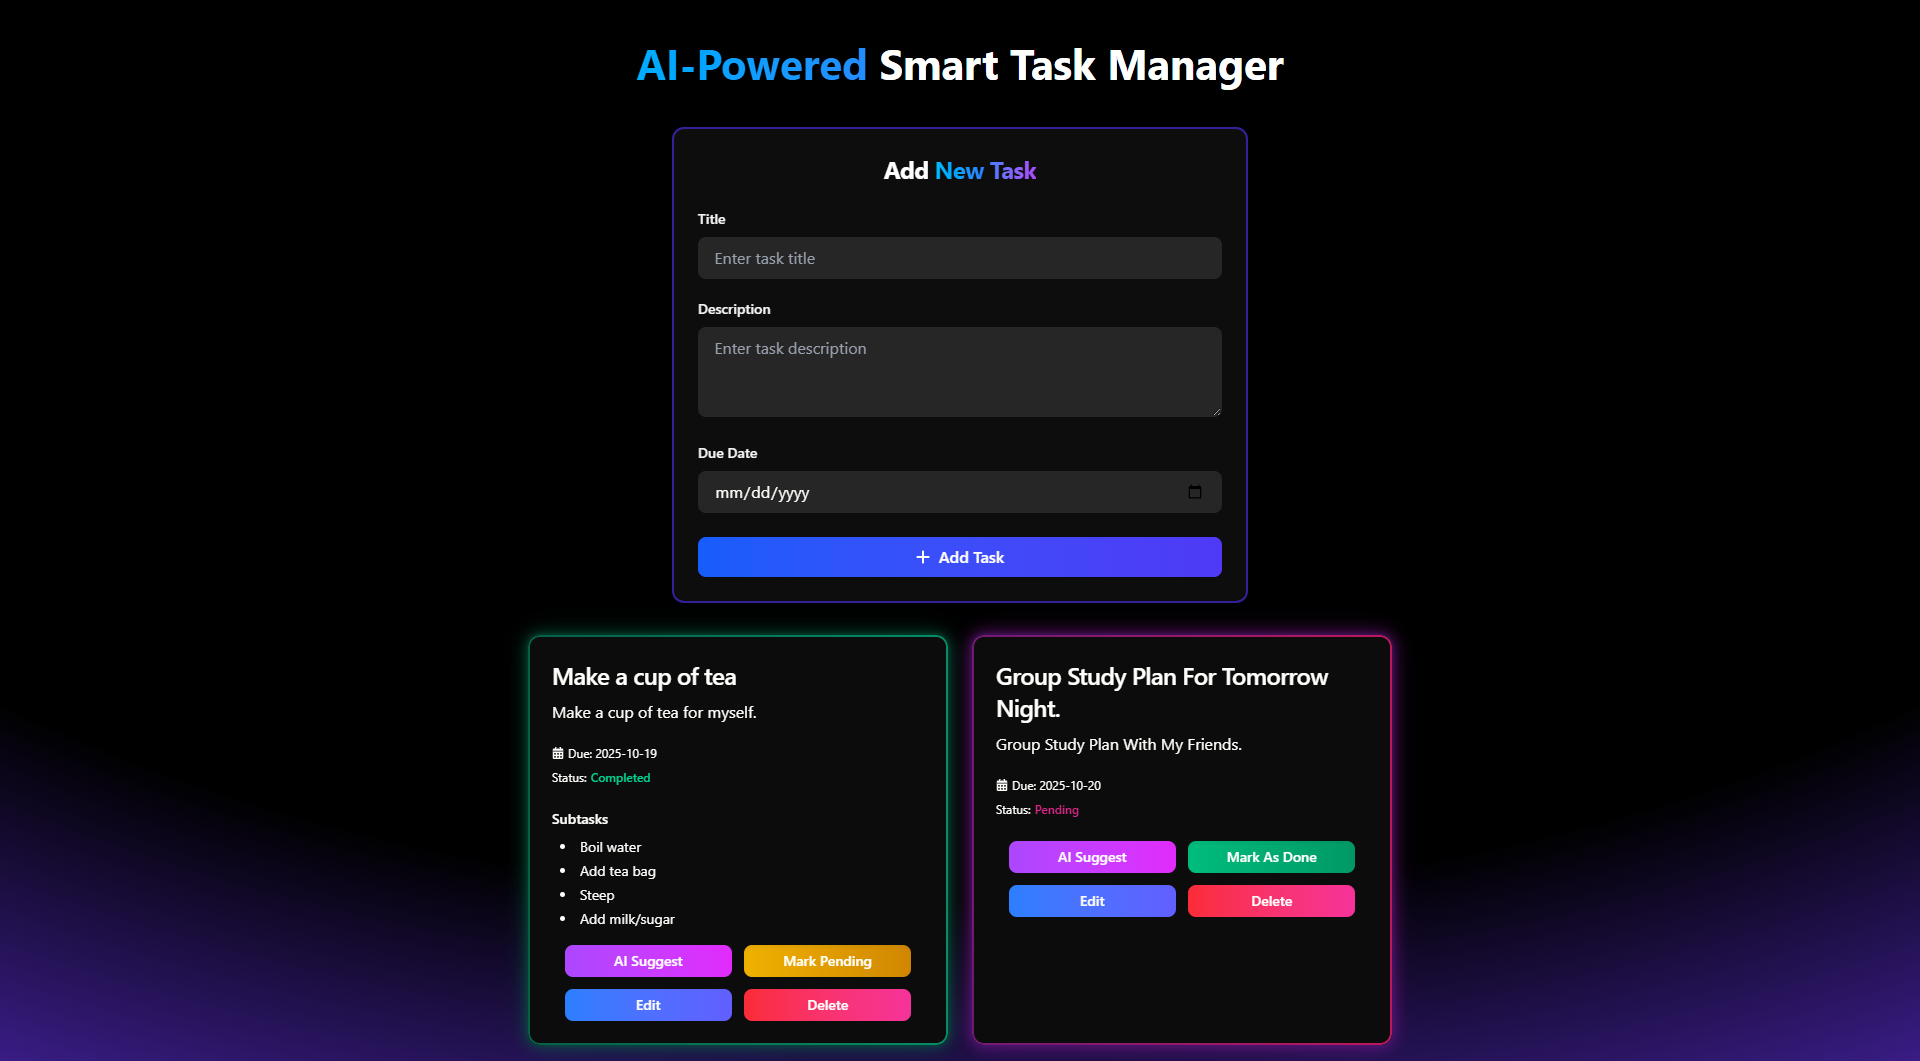 AI-Powered Smart Task Manager
Add New Task
Title
Enter task title
Description
Enter task description
Due Date
mm/dd/yyyy
Add Task
Make a cup of tea
Make a cup of tea for myself.
Due: 2025-10-19
Status: Completed
Subtasks
Boil water
Add tea bag
Steep
Add milk/sugar
AI Suggest
Mark Pending
Edit
Delete
Group Study Plan For Tomorrow
Night.
Group Study Plan With My Friends.
Due: 2025-10-20
Status: Pending
AI Suggest
Mark As Done
Edit
Delete